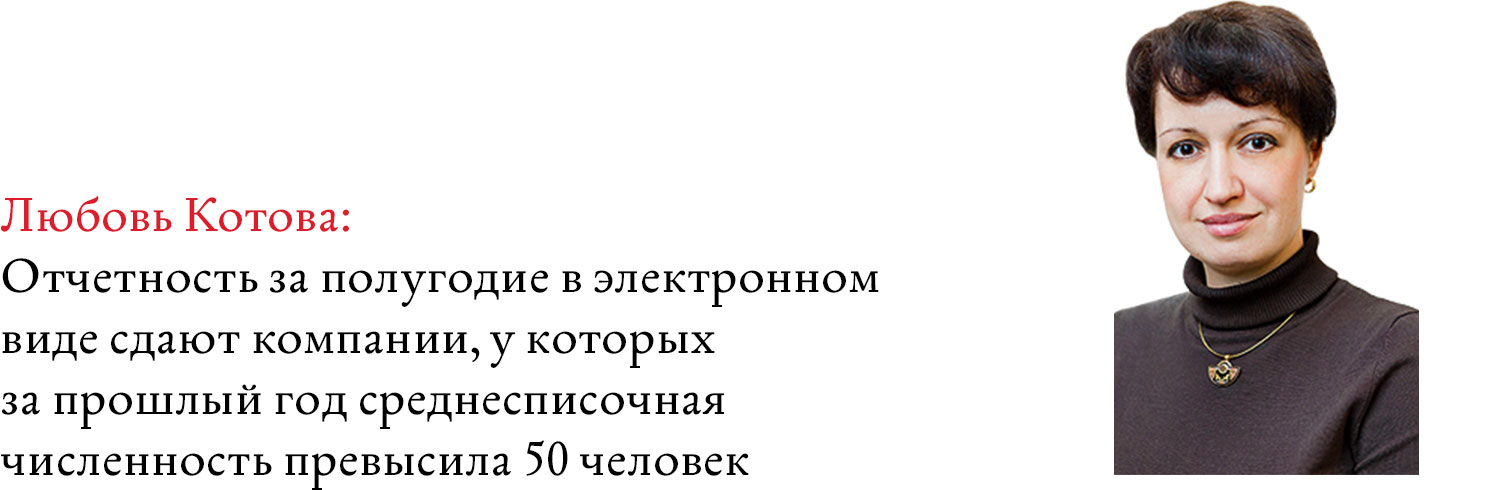 Любовь Котова:
Отчетность за полугодие в электронном
виде сдают компании, у которых
за прошлый год среднесписочная
численность превысила 50 человек